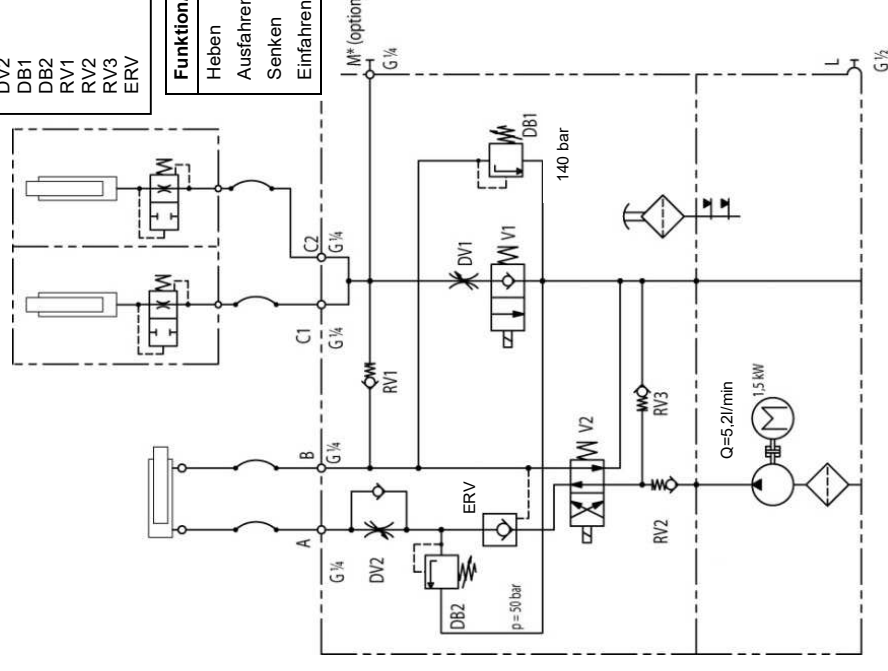 DV2
DB1
DB2
RV1
RV2
RV3
ERV
Funktion
Heben
Ausfahren
Senken
Einfahren
M* (option
G ¼
L
G ½
DB1
140 bar
C2
G ¼
C1
G ¼
DV1
V1
RV1
B
G ¼
A
G ¼
DV2
ERV
V2
DB2
p = 50 bar
RV3
RV2
Q=5,2l/min
M
1,5 kW